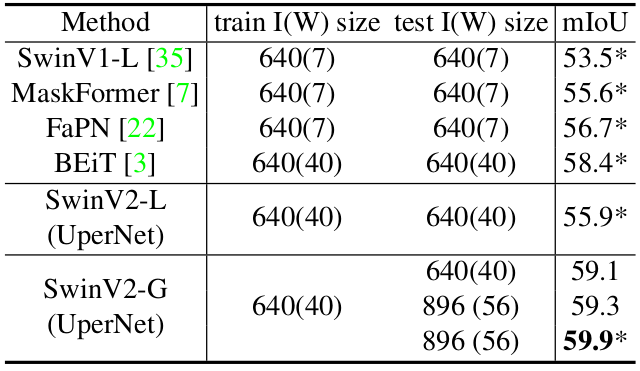 Method train I(W) size test I(W) size mIoU
SwinV1-L [35] 640(7) 640(7) 53.5*
MaskFormer [7] 640(7) 640(7) 55.6*
FaPN [22] 640(7) 640(7) 56.7*
BEiT [3] 640(40) 640(40) 58.4*
SwinV2-L
(UperNet) 640(40) 640(40) 55.9*
SwinV2-G
(UperNet) 640(40) 640(40) 59.1
896 (56) 59.3
896 (56) 59.9*